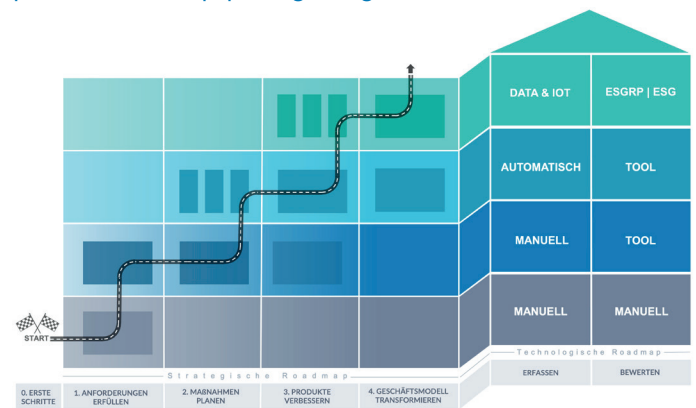 DATA & IOT
ESGRP | ESG
AUTOMATISCH
TOOL
MANUELL
TOOL
MANUELL
MANUELL
START
Strategische Roadmap
Technologische Roadmap
ERFASSEN
BEWERTEN
0. ERSTE
SCHRITTE
1. ANFORDERUNGEN
ERFÜLLEN
2. MAßNAHMEN
PLANEN
3. PRODUKTE
VERBESSERN
4. GESCHÄFTSMODELL
TRANSFORMIEREN